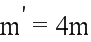 m' = 4m